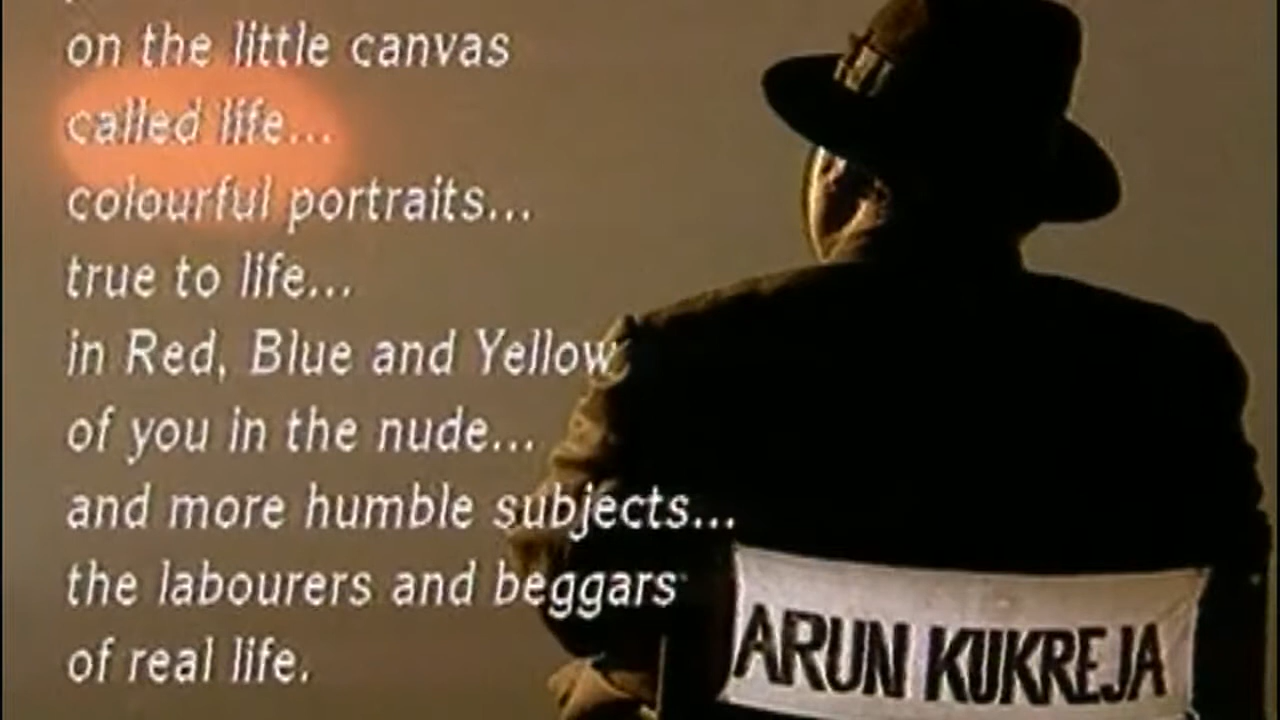 on the little canvas
called life...
colourful portraits...
true to life...
in Red, Blue and Yellow
of you in the nude...
and more humble subjects...
the labourers and beggars
of real life.
ARUN KUKREJA